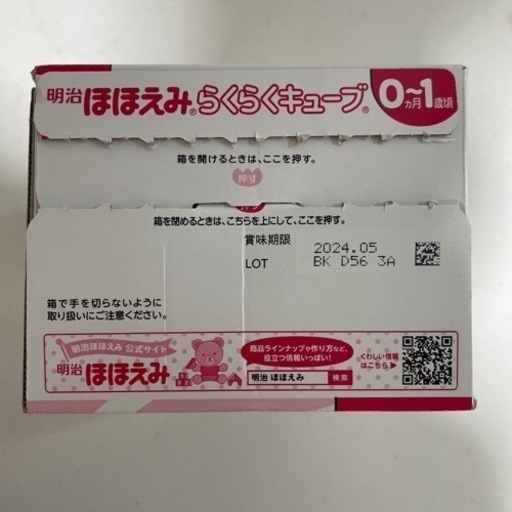 明治 ほほえみ® らくらくキューブ® 0ヵ月~1歳頃
箱を開けるときは、ここを押す。
押す
箱を閉めるときは、こちらを上にして、ここを押す。
賞味期限 2024.05
LOT BK D56 3A
箱で手を切らないように
取り扱いにご注意ください。
明治ほほえみ 公式サイト
明治 ほほえみ
商品ラインナップや作り方など、
役立つ情報いっぱい!
明治 ほほえみ 検索
くわしい情報
はこちら▶